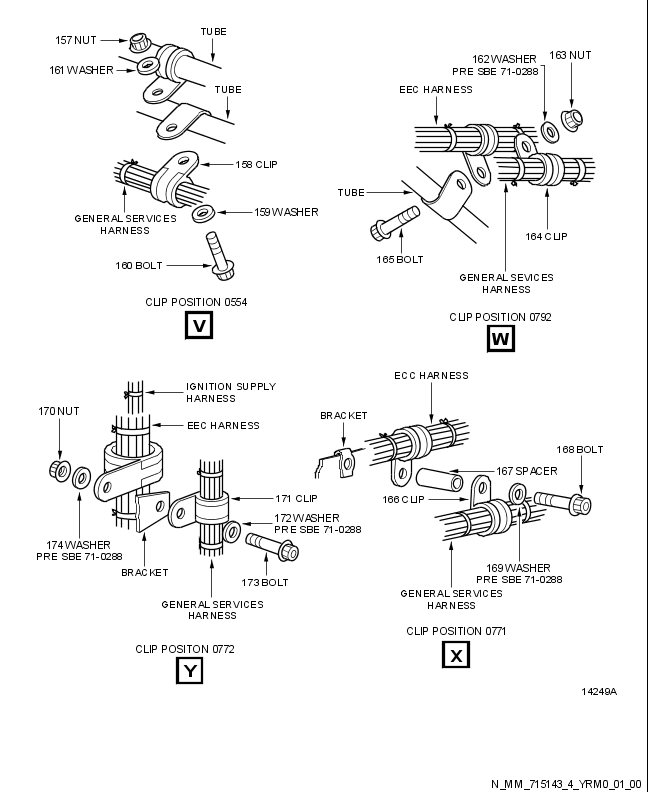 157 NUT
TUBE
161 WASHER
TUBE
158 CLIP
GENERAL SERVICES
HARNESS
159 WASHER
160 BOLT
CLIP POSITION 0554
V
162 WASHER
PRE SBE 71-0288
163 NUT
EEC HARNESS
TUBE
165 BOLT
164 CLIP
GENERAL SEVICES
HARNESS
CLIP POSITION 0792
W
IGNITION SUPPLY
HARNESS
170 NUT
EEC HARNESS
171 CLIP
172 WASHER
PRE SBE 71-0288
174 WASHER
PRE SBE 71-0288
BRACKET
173 BOLT
GENERAL SERVICES
HARNESS
CLIP POSITON 0772
Y
ECC HARNESS
BRACKET
168 BOLT
167 SPACER
166 CLIP
169 WASHER
PRE SBE 71-0288
GENERAL SERVICES
HARNESS
CLIP POSITION 0771
X
14249A
N_MM_715143_4_YRM0_01_00